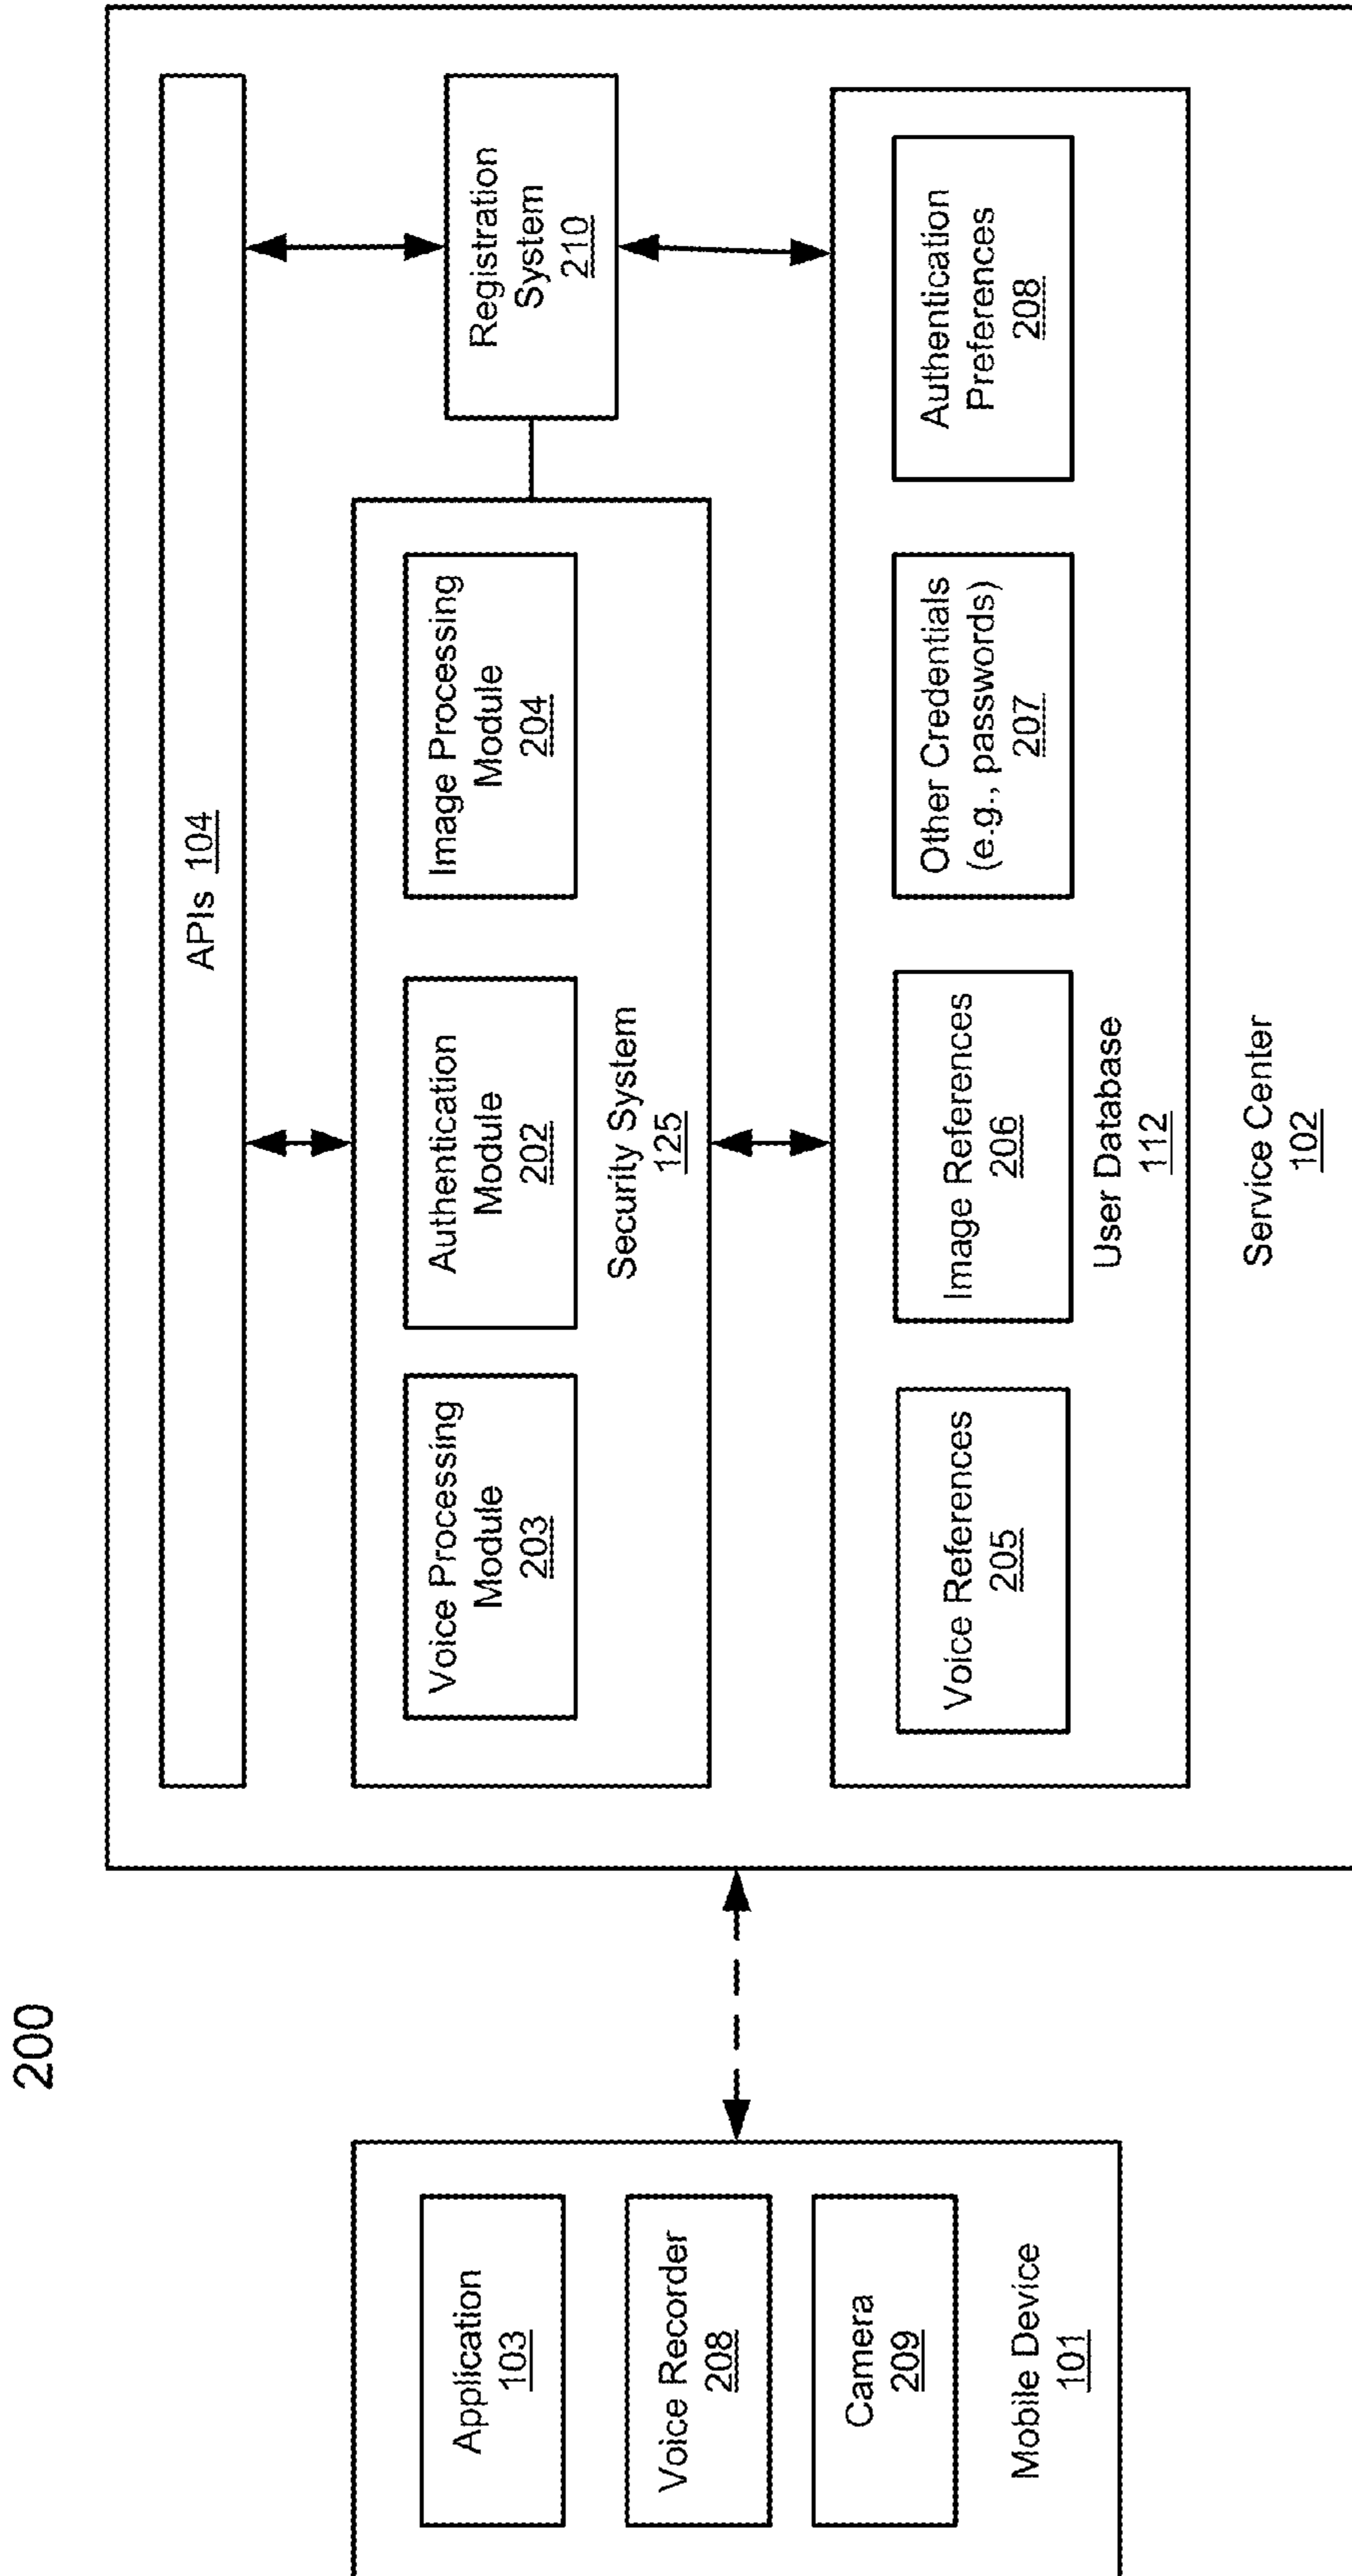 200
Application
103
Voice Recorder
208
Camera
209
Mobile Device
101
APIs 104
Voice Processing
Module
203
Authentication
Module
202
Image Processing
Module
204
Security System
125
Registration
System
210
Voice References
205
Image References
206
Other Credentials
(e.g., passwords)
207
Authentication
Preferences
208
User Database
112
Service Center
102